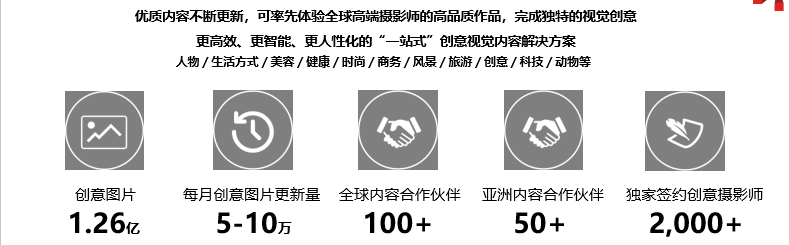 优质内容不断更新，可率先体验全球高端摄影师的高品质作品，完成独特的视觉创意
更高效、更智能、更人性化的“一站式”创意视觉内容解决方案
人物 / 生活方式 / 美容 / 健康 / 时尚 / 商务 / 风景 / 旅游 / 创意 / 科技 / 动物等
创意图片 每月创意图片更新量 全球内容合作伙伴 亚洲内容合作伙伴 独家签约创意摄影师
1.26亿 5-10万 100+ 50+ 2,000+